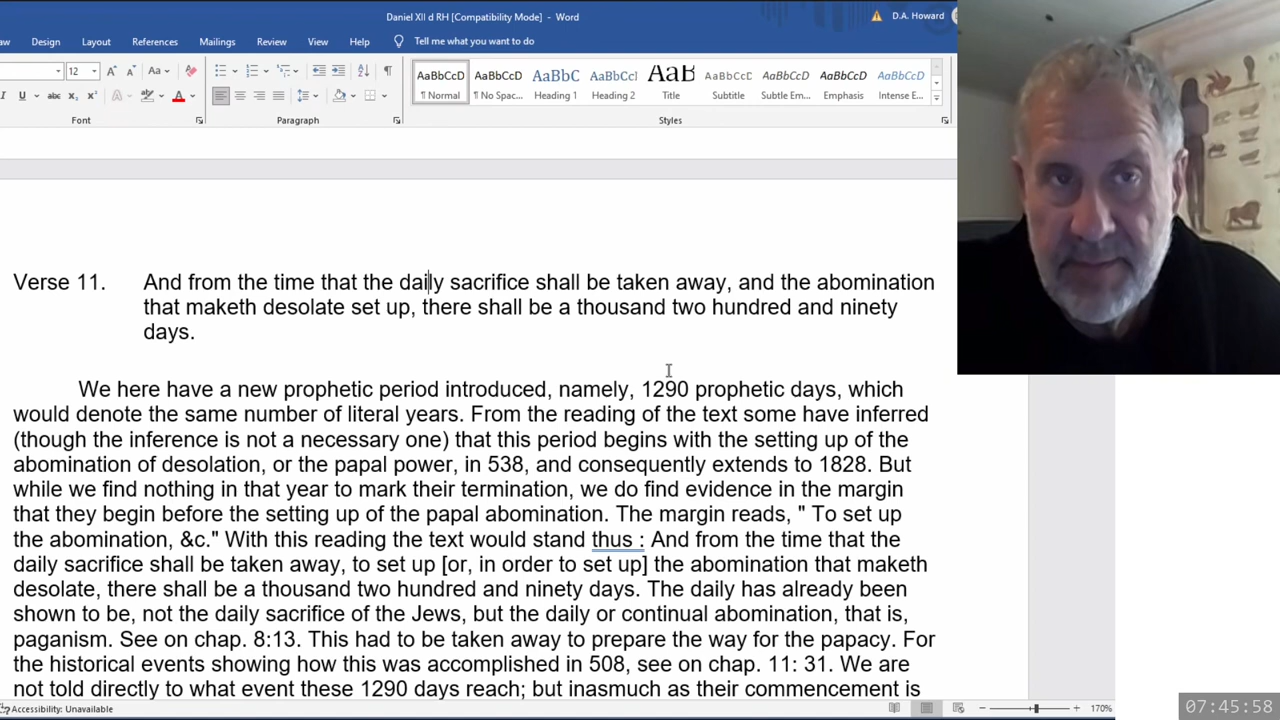 Daniel XII d RH [Compatibility Mode] - Word
D.A. Howard
aw Design Layout References Mailings Review View Help Tell me what you want to do
12
AaBbCcD AaBbCcD AaBbC AaBbCcI AaB AaBbCcD AaBbCcD AaBbCcD AaBbCcD
¶ Normal ¶ No Spac... Heading 1 Heading 2 Title Subtitle Subtle Em... Emphasis Intense E...
Font Paragraph Styles
Verse 11. And from the time that the daily sacrifice shall be taken away, and the abomination
that maketh desolate set up, there shall be a thousand two hundred and ninety
days.
We here have a new prophetic period introduced, namely, 1290 prophetic days, which
would denote the same number of literal years. From the reading of the text some have inferred
(though the inference is not a necessary one) that this period begins with the setting up of the
abomination of desolation, or the papal power, in 538, and consequently extends to 1828. But
while we find nothing in that year to mark their termination, we do find evidence in the margin
that they begin before the setting up of the papal abomination. The margin reads, " To set up
the abomination, &c." With this reading the text would stand thus : And from the time that the
daily sacrifice shall be taken away, to set up [or, in order to set up] the abomination that maketh
desolate, there shall be a thousand two hundred and ninety days. The daily has already been
shown to be, not the daily sacrifice of the Jews, but the daily or continual abomination, that is,
paganism. See on chap. 8:13. This had to be taken away to prepare the way for the papacy. For
the historical events showing how this was accomplished in 508, see on chap. 11: 31. We are
not told directly to what event these 1290 days reach; but inasmuch as their commencement is
Accessibility: Unavailable
170%
07:45:58